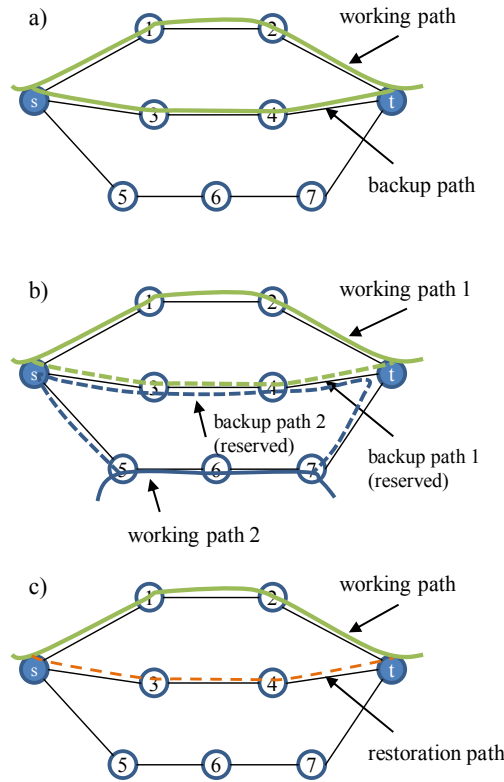 a)
1
2
working path
s
t
3
4
backup path
5
6
7
b)
1
2
working path 1
s
t
3
4
backup path 2
(reserved)
backup path 1
(reserved)
5
6
7
working path 2
c)
1
2
working path
s
t
3
4
restoration path
5
6
7